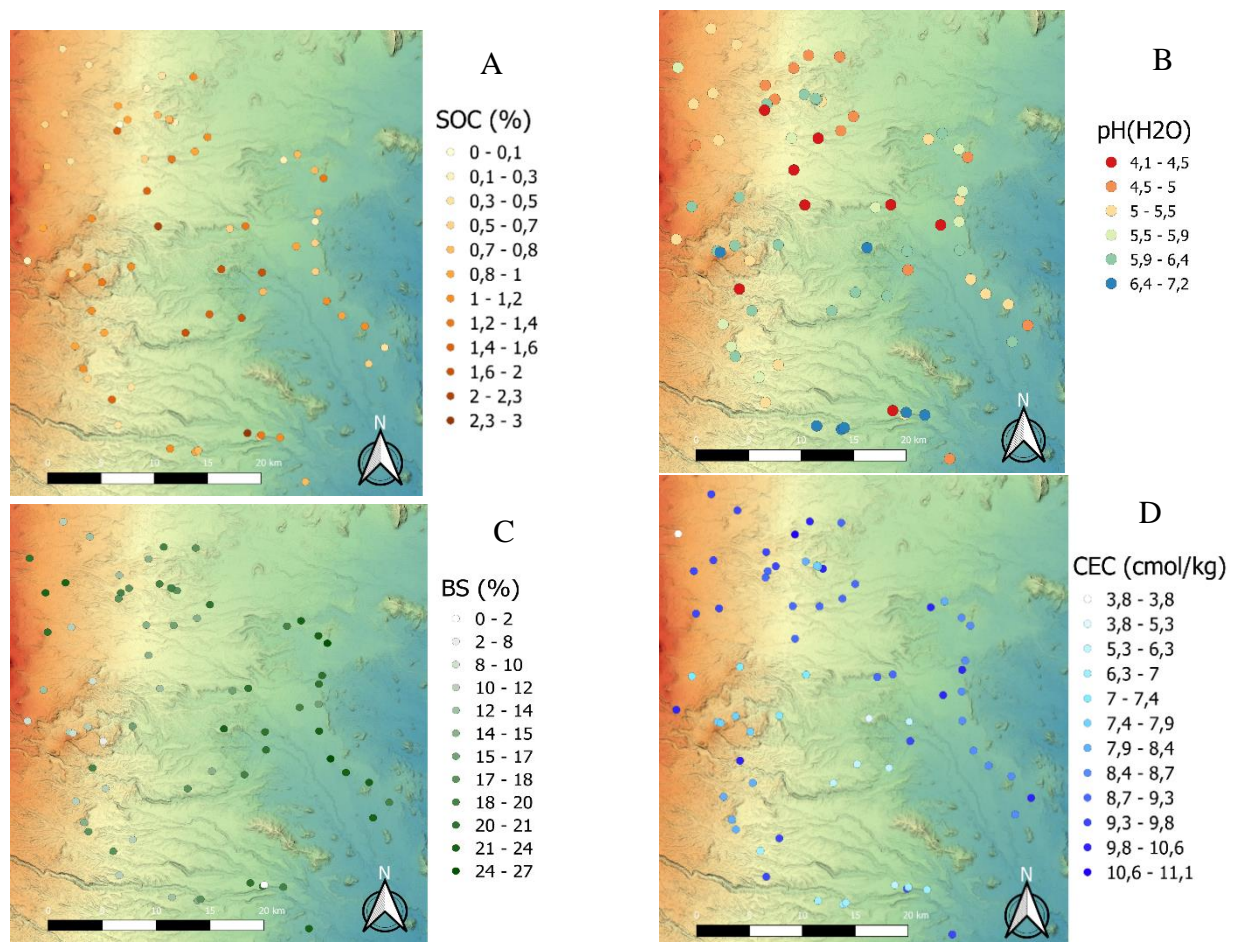 A
SOC (%)
0 - 0,1
0,1 - 0,3
0,3 - 0,5
0,5 - 0,7
0,7 - 0,8
0,8 - 1
1 - 1,2
1,2 - 1,4
1,4 - 1,6
1,6 - 2
2 - 2,3
2,3 - 3
N
0 5 10 15 20 km
B
pH(H2O)
4,1 - 4,5
4,5 - 5
5 - 5,5
5,5 - 5,9
5,9 - 6,4
6,4 - 7,2
N
0 5 10 15 20 km
C
BS (%)
0 - 2
2 - 8
8 - 10
10 - 12
12 - 14
14 - 15
15 - 17
17 - 18
18 - 20
20 - 21
21 - 24
24 - 27
N
0 5 10 15 20 km
D
CEC (cmol/kg)
3,8 - 3,8
3,8 - 5,3
5,3 - 6,3
6,3 - 7
7 - 7,4
7,4 - 7,9
7,9 - 8,4
8,4 - 8,7
8,7 - 9,3
9,3 - 9,8
9,8 - 10,6
10,6 - 11,1
N
0 5 10 15 20 km